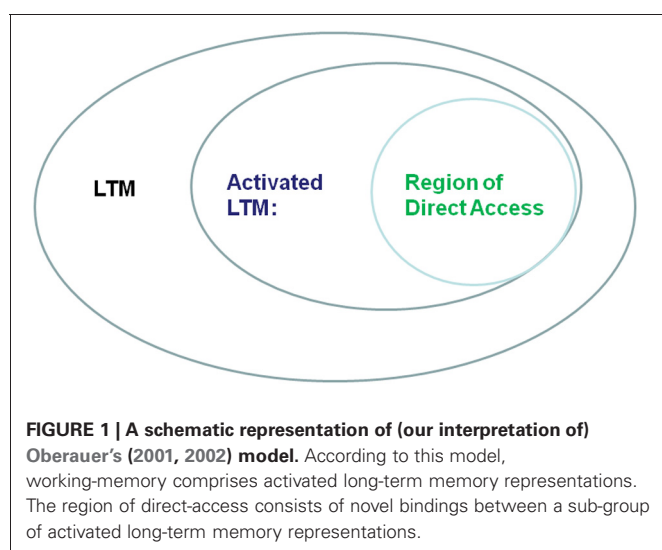 LTM
Activated
LTM:
Region of
Direct Access
FIGURE 1 | A schematic representation of (our interpretation of)
Oberauer's (2001, 2002) model. According to this model,
working-memory comprises activated long-term memory representations.
The region of direct-access consists of novel bindings between a sub-group
of activated long-term memory representations.